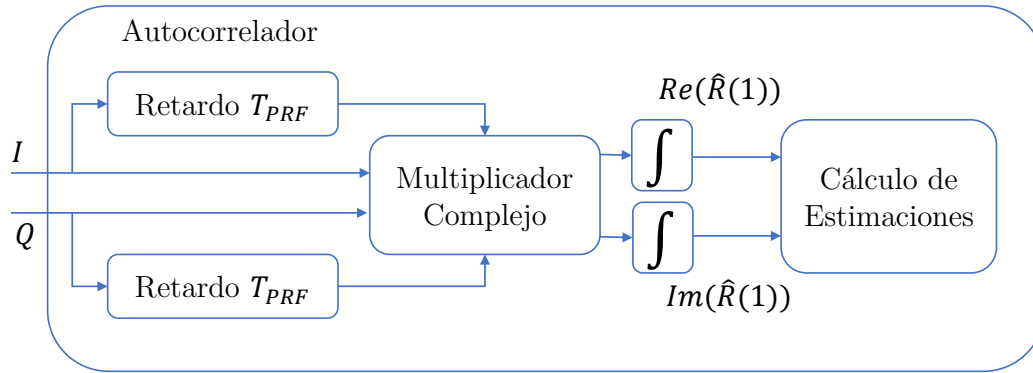 Autocorrelador
Retardo T_PRF
Re(R̂(1))
I
∫
Multiplicador
Complejo
Cálculo de
Estimaciones
Q
∫
Retardo T_PRF
Im(R̂(1))